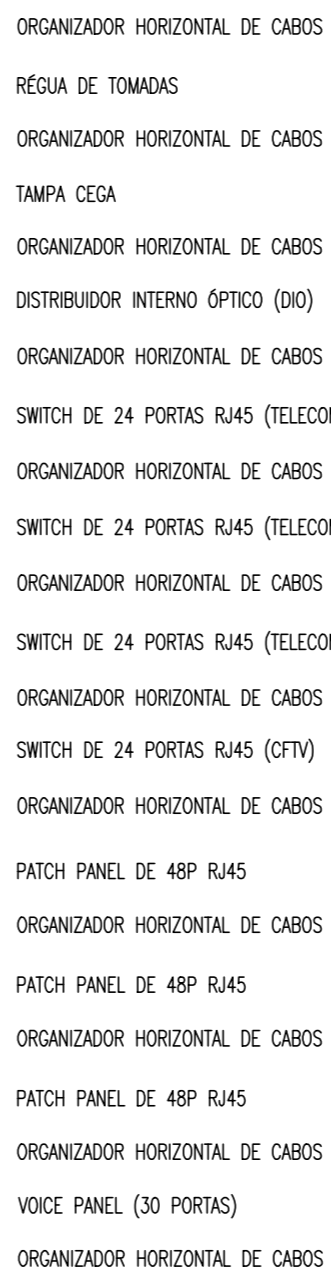 ORGANIZADOR HORIZONTAL DE CABOS
RÉGUA DE TOMADAS
ORGANIZADOR HORIZONTAL DE CABOS
TAMPA CEGA
ORGANIZADOR HORIZONTAL DE CABOS
DISTRIBUIDOR INTERNO ÓPTICO (DIO)
ORGANIZADOR HORIZONTAL DE CABOS
SWITCH DE 24 PORTAS RJ45
ORGANIZADOR HORIZONTAL DE CABOS
SWITCH DE 24 PORTAS RJ45
ORGANIZADOR HORIZONTAL DE CABOS
SWITCH DE 24 PORTAS RJ45
ORGANIZADOR HORIZONTAL DE CABOS
SWITCH DE 24 PORTAS RJ45 (CFTV)
ORGANIZADOR HORIZONTAL DE CABOS
PATCH PANEL DE 48P RJ45
ORGANIZADOR HORIZONTAL DE CABOS
PATCH PANEL DE 48P RJ45
ORGANIZADOR HORIZONTAL DE CABOS
PATCH PANEL DE 48P RJ45
ORGANIZADOR HORIZONTAL DE CABOS
VOICE PANEL (30 PORTAS)
ORGANIZADOR HORIZONTAL DE CABOS